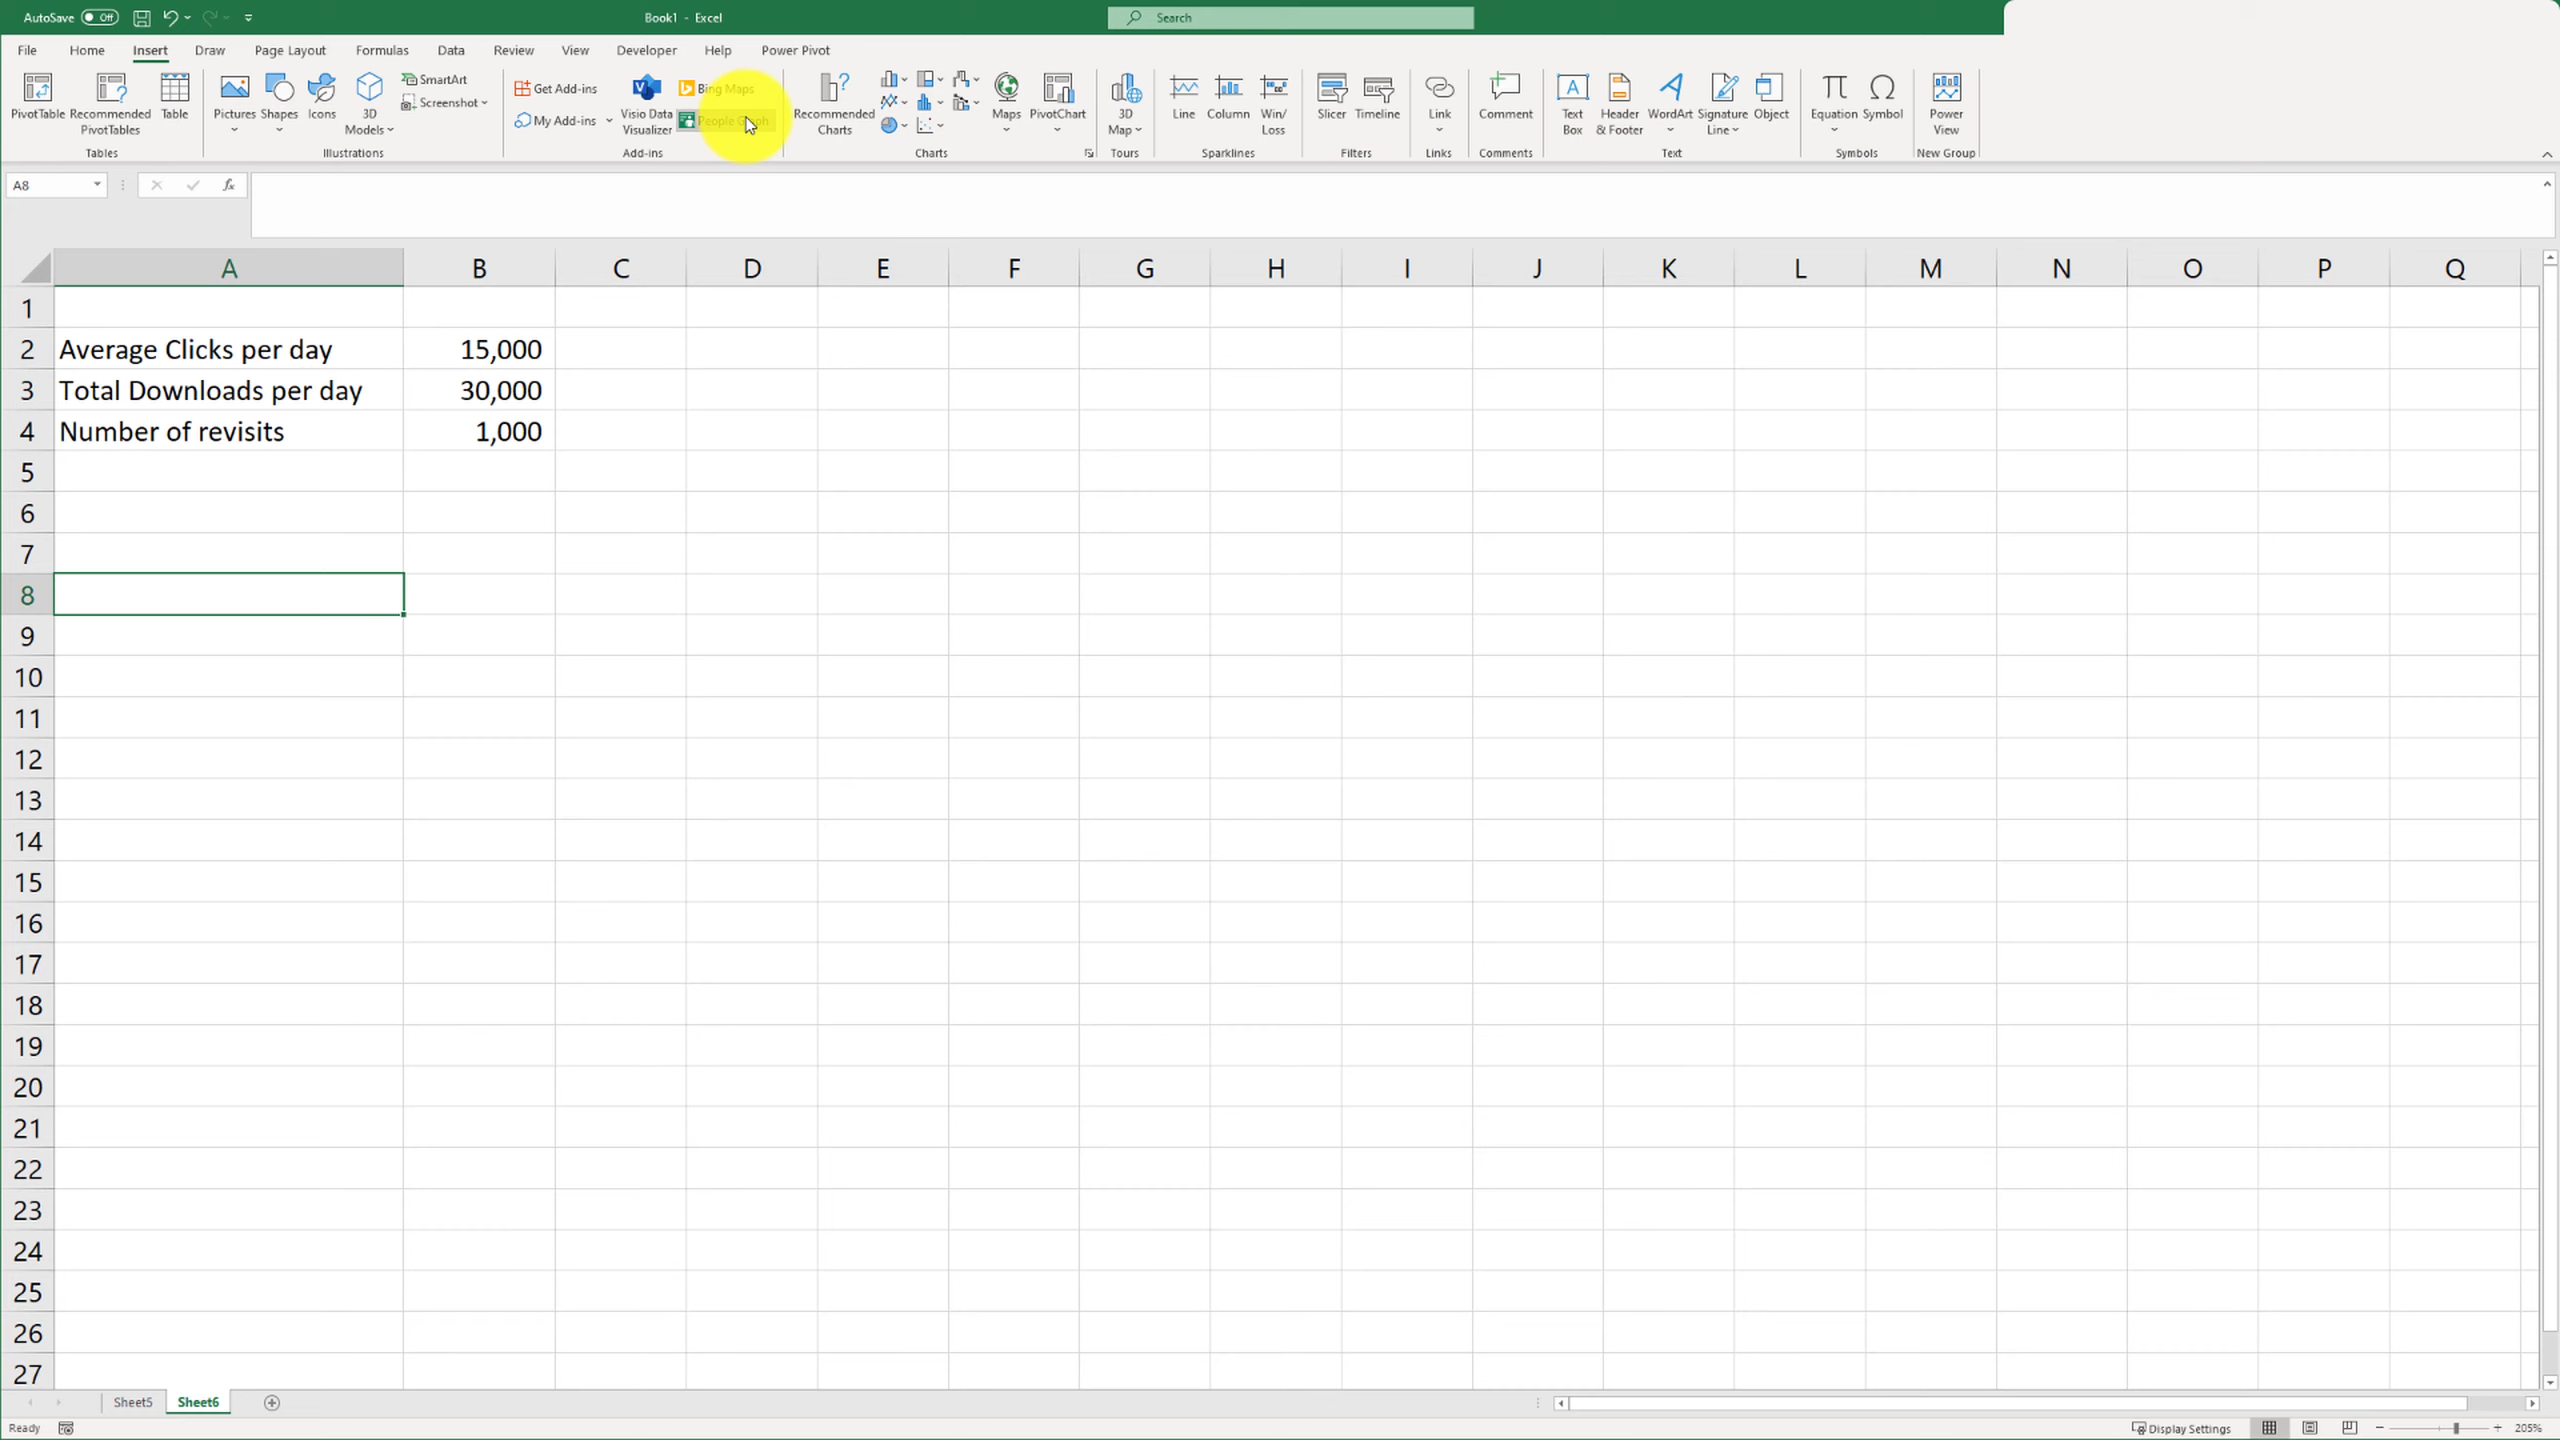 AutoSave Off Book1 - Excel Search
File Home Insert Draw Page Layout Formulas Data Review View Developer Help Power Pivot
PivotTable
Recommended
PivotTables
Table
Tables
Pictures
Shapes
Icons
3D
Models
SmartArt
Screenshot
Illustrations
Get Add-ins
My Add-ins
Visio Data
Visualizer
Bing Maps
People Graph
Add-ins
Recommended
Charts
Maps
PivotChart
Charts
3D
Map
Tours
Line
Column
Win/
Loss
Sparklines
Slicer
Timeline
Filters
Link
Links
Comment
Comments
Text
Box
Header
& Footer
WordArt
Signature
Line
Object
Text
Equation
Symbol
Symbols
Power
View
New Group
A8 fx
A B C D E F G H I J K L M N O P Q
1
2 Average Clicks per day 15,000
3 Total Downloads per day 30,000
4 Number of revisits 1,000
5
6
7
8
9
10
11
12
13
14
15
16
17
18
19
20
21
22
23
24
25
26
27
Sheet5 Sheet6
Ready Display Settings 205%